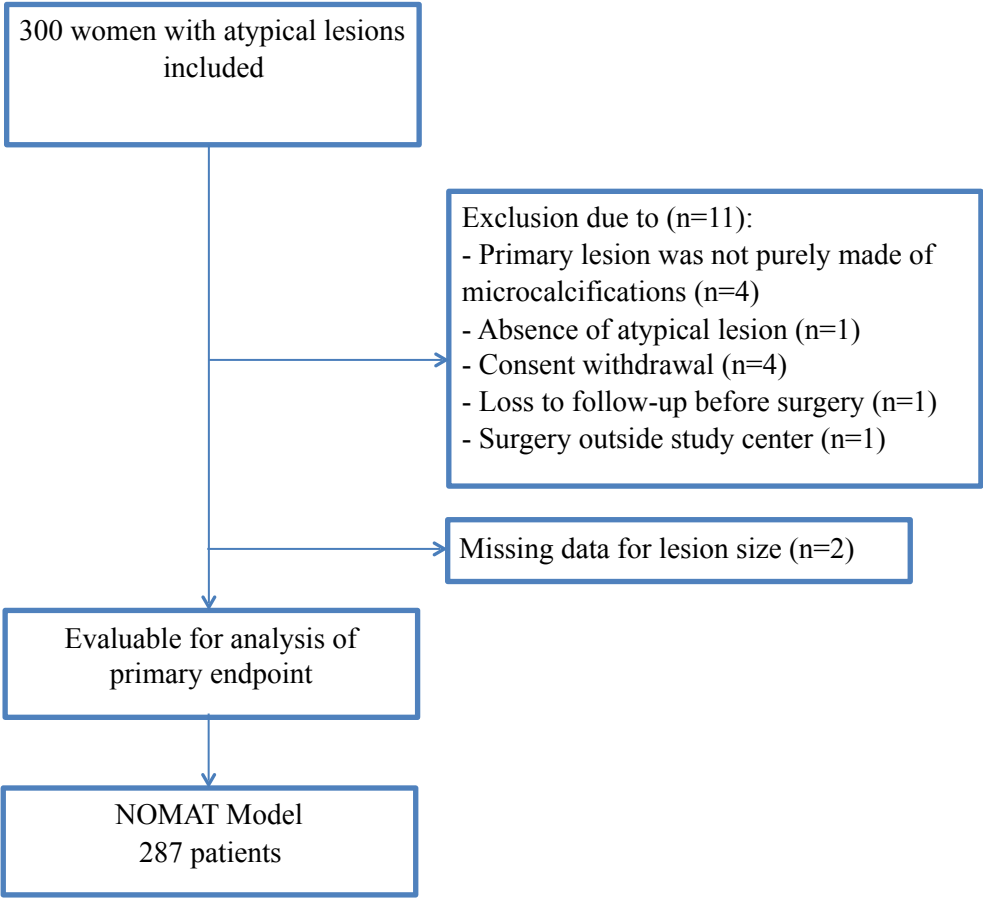 300 women with atypical lesions
included
Exclusion due to (n=11):
- Primary lesion was not purely made of
microcalcifications (n=4)
- Absence of atypical lesion (n=1)
- Consent withdrawal (n=4)
- Loss to follow-up before surgery (n=1)
- Surgery outside study center (n=1)
Missing data for lesion size (n=2)
Evaluable for analysis of
primary endpoint
NOMAT Model
287 patients